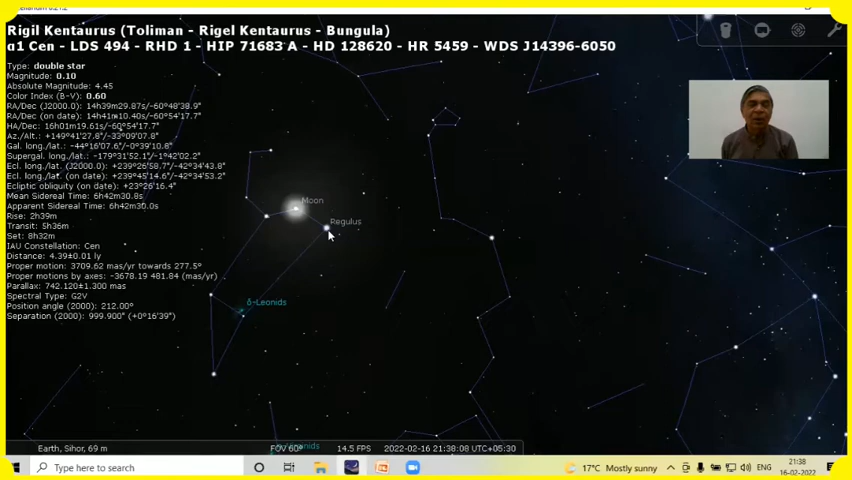 Rigil Kentaurus (Toliman - Rigel Kentaurus - Bungula)
α1 Cen - LDS 494 - RHD 1 - HIP 71683 A - HD 128620 - HR 5459 - WDS J14396-6050
Type: double star
Magnitude: 0.10
Absolute Magnitude: 4.45
Color Index (B-V): 0.60
RA/Dec (J2000.0): 14h39m29.87s/-60°48'38.9"
RA/Dec (on date): 14h41m10.40s/-60°54'17.7"
HA/Dec: 16h01m19.61s/-60°54'17.7"
Az./Alt.: +149°41'27.8"/-33°09'07.8"
Gal. long./lat.: -44°16'07.6"/-0°39'10.8"
Supergal. long./lat.: -179°31'52.1"/-1°42'02.2"
Ecl. long./lat. (J2000.0): +239°26'58.7"/-42°34'43.8"
Ecl. long./lat. (on date): +239°45'14.6"/-42°34'53.2"
Ecliptic obliquity (on date): +23°26'16.4"
Mean Sidereal Time: 6h42m30.8s
Apparent Sidereal Time: 6h42m30.0s
Rise: 2h39m
Transit: 5h36m
Set: 8h32m
IAU Constellation: Cen
Distance: 4.39±0.01 ly
Proper motion: 3709.62 mas/yr towards 277.5°
Proper motions by axes: -3678.19 481.84 (mas/yr)
Parallax: 742.120±1.300 mas
Spectral Type: G2V
Position angle (2000): 212.00°
Separation (2000): 999.900" (+0°16'39")
Moon
Regulus
δ-Leonids
Earth, Sihor, 69 m
FOV 60°
14.5 FPS
2022-02-16 21:38:08 UTC+05:30
Type here to search
17°C Mostly sunny
ENG
21:38
16-02-2022